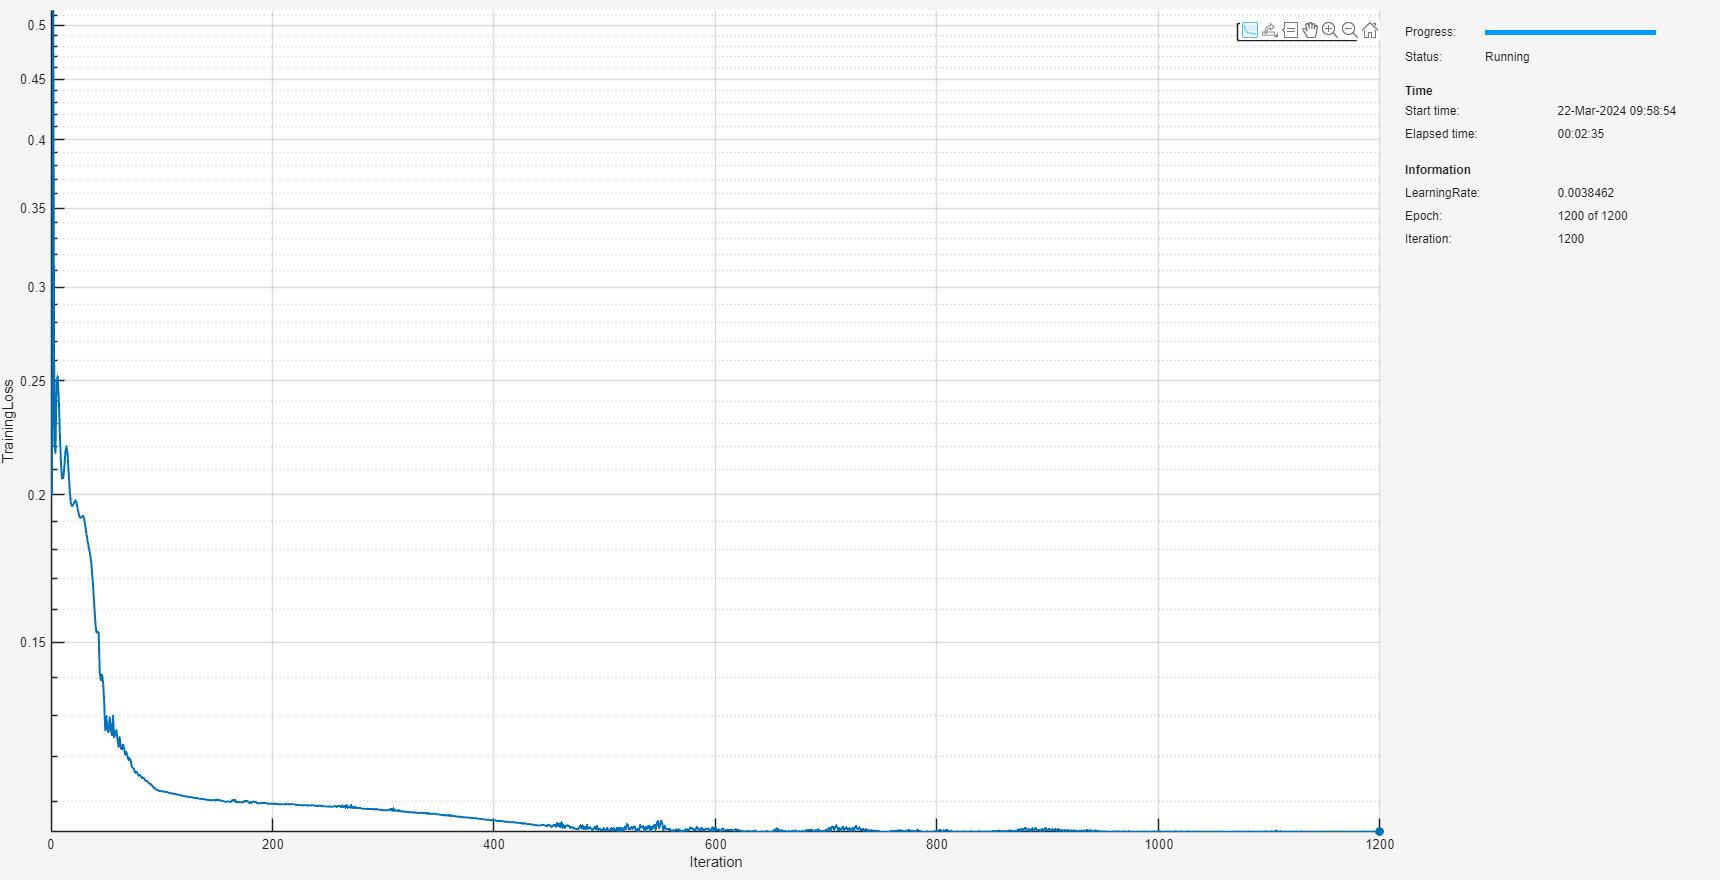 0.5
0.45
0.4
0.35
0.3
0.25
0.2
0.15
TrainingLoss
0 200 400 600 800 1000 1200
Iteration
Progress:
Status: Running
Time
Start time: 22-Mar-2024 09:58:54
Elapsed time: 00:02:35
Information
LearningRate: 0.0038462
Epoch: 1200 of 1200
Iteration: 1200